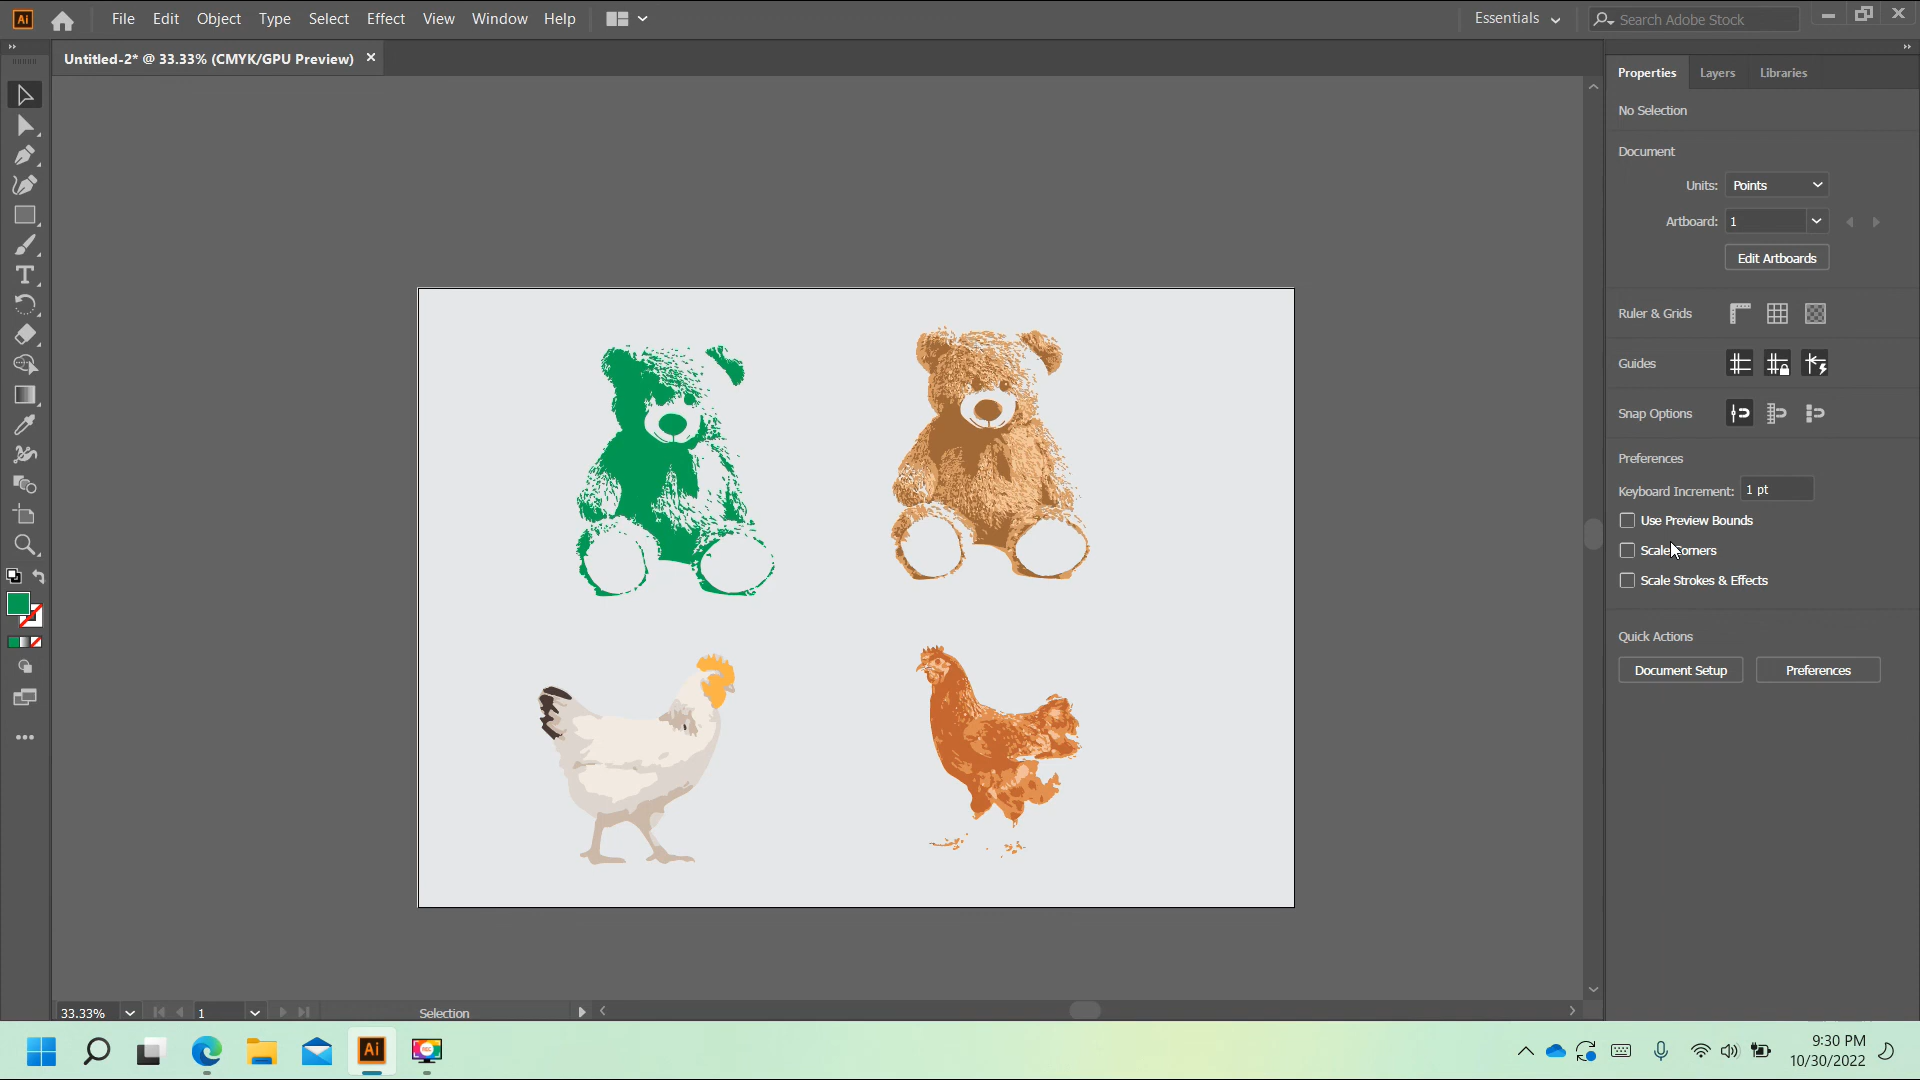 Ai File Edit Object Type Select Effect View Window Help Essentials Search Adobe Stock
Untitled-2* @ 33.33% (CMYK/GPU Preview)
Properties Layers Libraries
No Selection
Document
Units: Points
Artboard: 1
Edit Artboards
Ruler & Grids
Guides
Snap Options
Preferences
Keyboard Increment: 1 pt
Use Preview Bounds
Scale Corners
Scale Strokes & Effects
Quick Actions
Document Setup Preferences
33.33% 1 Selection
Ai
9:30 PM
10/30/2022